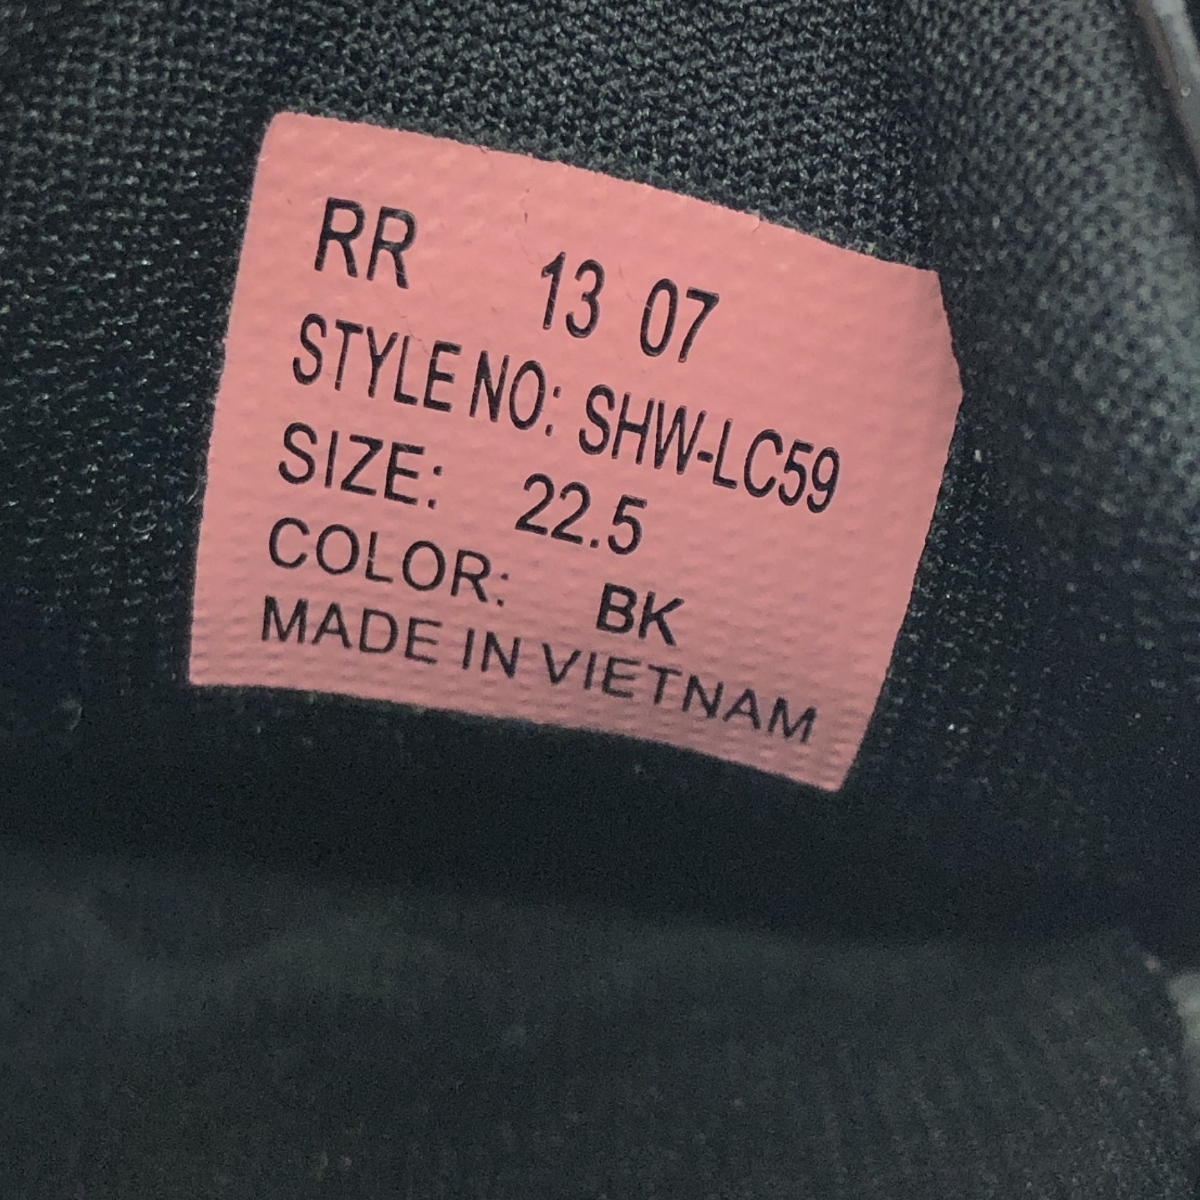 RR 13 07
STYLE NO: SHW-LC59
SIZE: 22.5
COLOR: BK
MADE IN VIETNAM